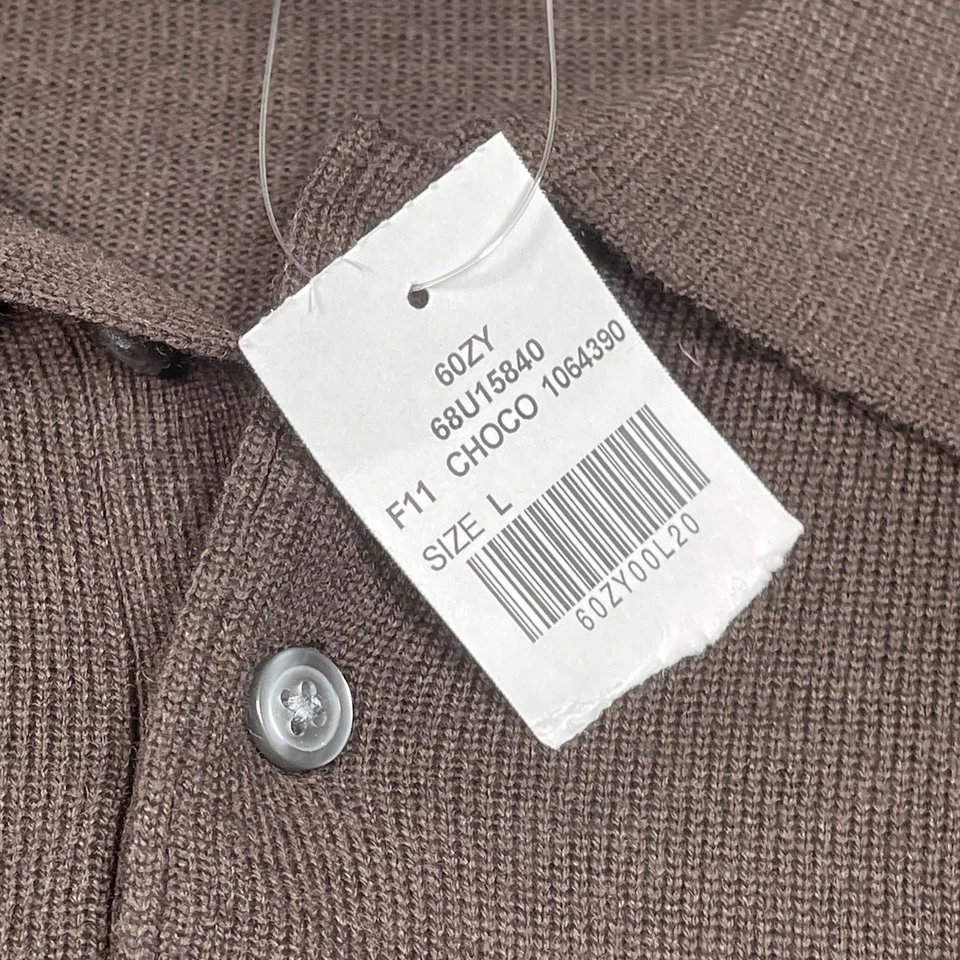 60ZY
68U15840
F11 CHOCO 1064390
SIZE L
60ZY00L20